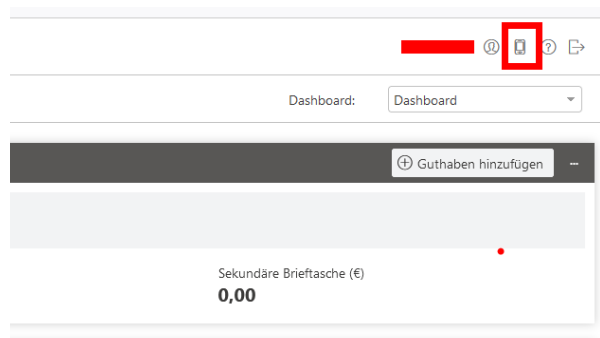 Dashboard: Dashboard
Guthaben hinzufügen
Sekundäre Brieftasche (€)
0,00